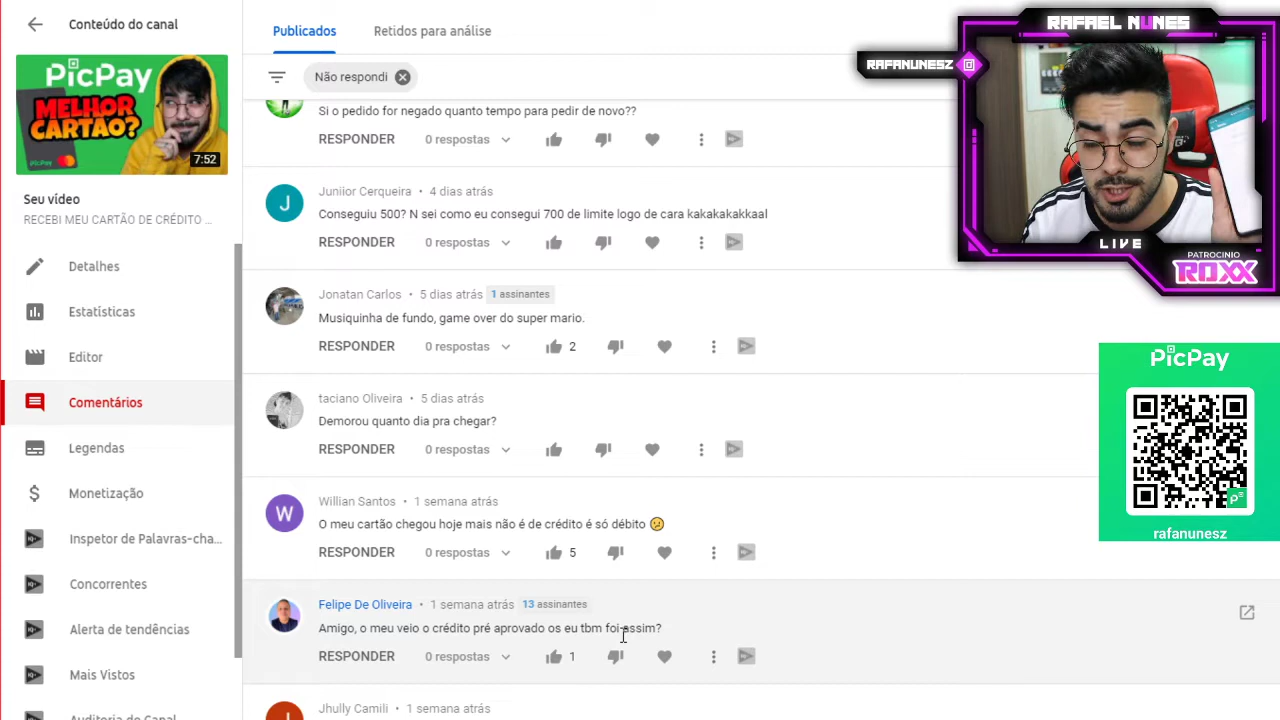 Conteúdo do canal
PicPay
MELHOR
CARTÃO?
PicPay
7:52
Seu vídeo
RECEBI MEU CARTÃO DE CRÉDITO ...
Detalhes
Estatísticas
Editor
Comentários
Legendas
Monetização
Inspetor de Palavras-cha...
Concorrentes
Alerta de tendências
Mais Vistos
Auditoria do Canal
Publicados
Retidos para análise
Não respondi
Si o pedido for negado quanto tempo para pedir de novo??
RESPONDER 0 respostas
Juniior Cerqueira • 4 dias atrás
Conseguiu 500? N sei como eu consegui 700 de limite logo de cara kakakakakkaal
RESPONDER 0 respostas
Jonatan Carlos • 5 dias atrás 1 assinantes
Musiquinha de fundo, game over do super mario.
RESPONDER 0 respostas 2
taciano Oliveira • 5 dias atrás
Demorou quanto dia pra chegar?
RESPONDER 0 respostas
W
Willian Santos • 1 semana atrás
O meu cartão chegou hoje mais não é de crédito é só débito 😕
RESPONDER 0 respostas 5
Felipe De Oliveira • 1 semana atrás 13 assinantes
Amigo, o meu veio o crédito pré aprovado os eu tbm foi assim?
RESPONDER 0 respostas 1
Jhully Camili • 1 semana atrás
J
J
RAFAEL NUNES
RAFANUNESZ
LIVE
PATROCINIO
ROXX
PicPay
rafanunesz